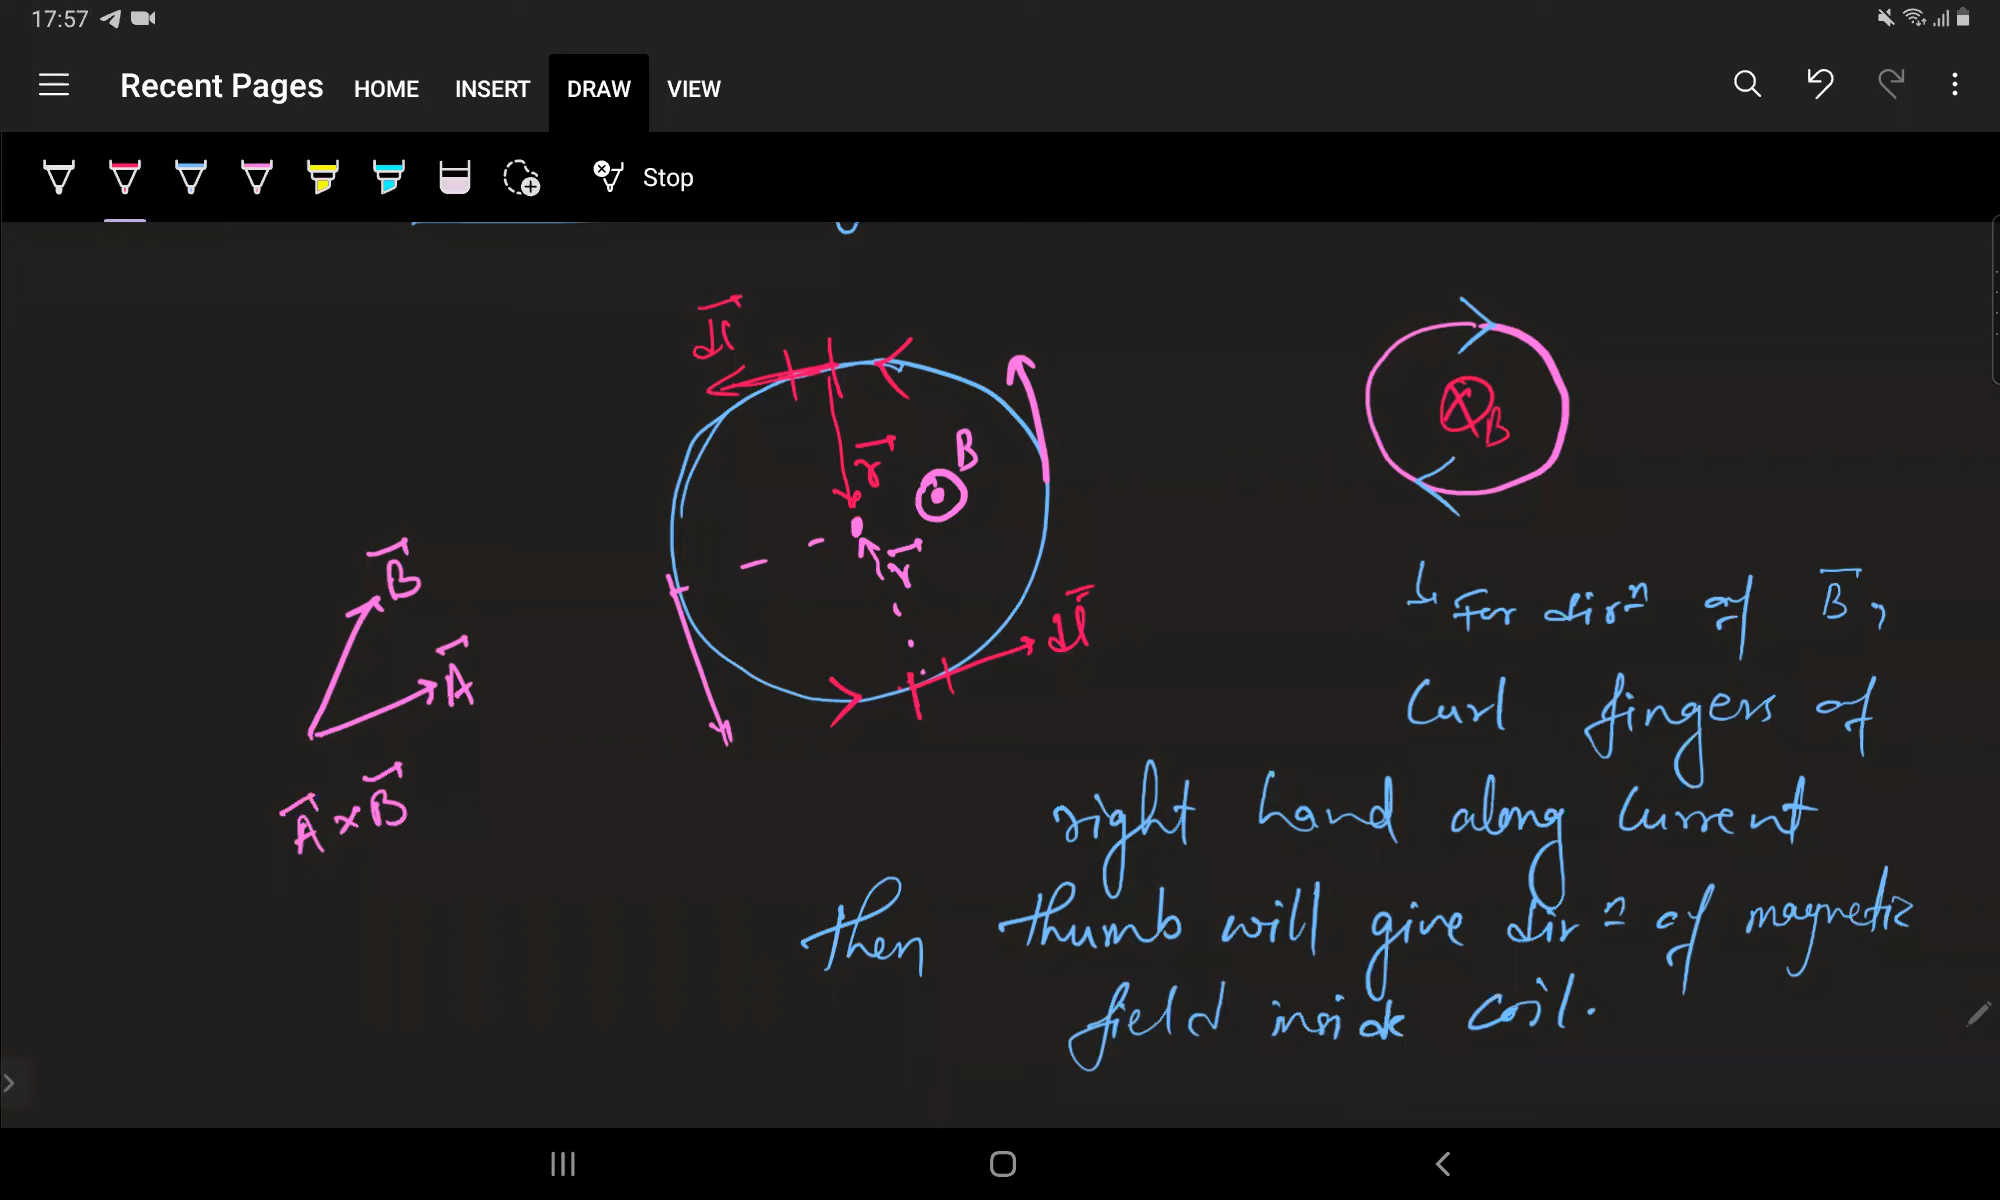 17:57
Recent Pages HOME INSERT DRAW VIEW
Stop
dl
r
B
r
dl
B
A
A × B
B
↳ For dirⁿ of B,
Curl fingers of
right hand along current
then thumb will give dirⁿ of magnetic
field inside coil.